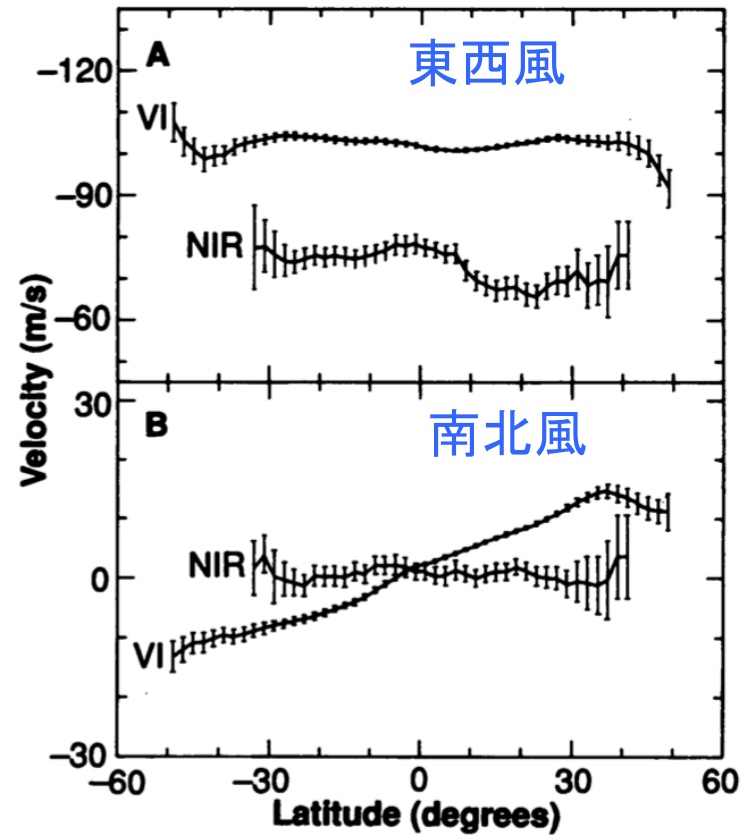 A
東西風
−120
VI
−90
NIR
−60
Velocity (m/s)
30
B
南北風
NIR
0
VI
−30
−60
−30
0
30
60
Latitude (degrees)